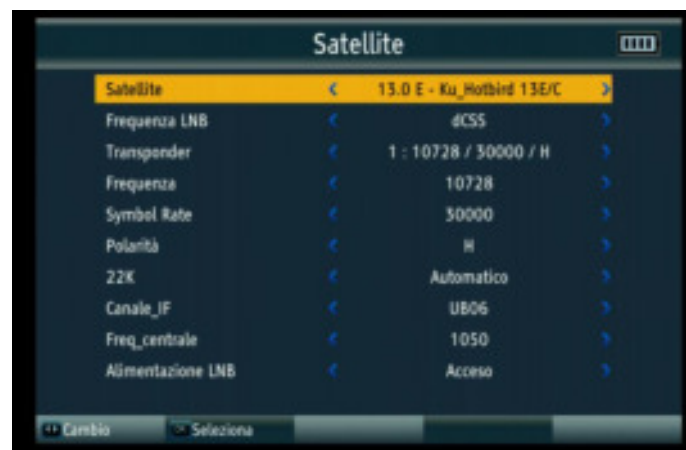 Satellite
Satellite 13.0 E - Ku_Hotbird 13E/C
Frequenza LNB dCSS
Transponder 1 : 10728 / 30000 / H
Frequenza 10728
Symbol Rate 30000
Polarità H
22K Automatico
Canale_IF UB06
Freq_centrale 1050
Alimentazione LNB Acceso
Cambio Seleziona